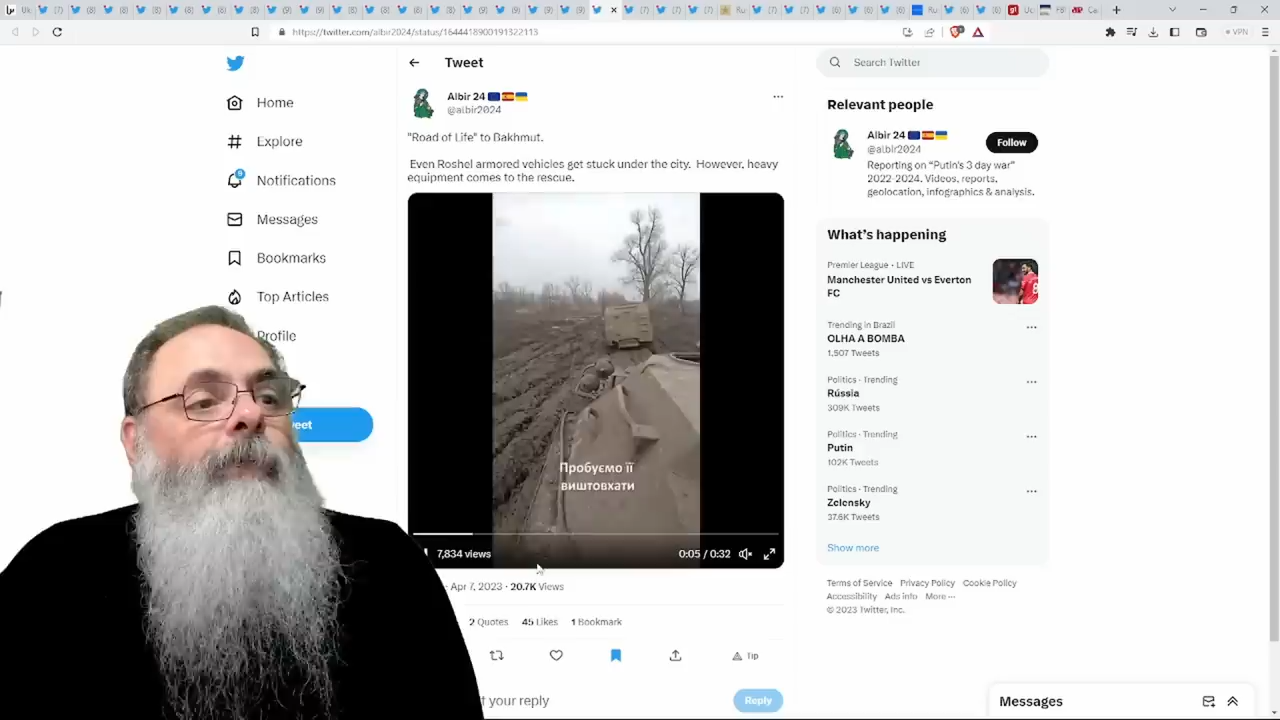 https://twitter.com/albir2024/status/1644418900191322113
VPN
Home
Explore
9
Notifications
Messages
Bookmarks
Top Articles
Profile
eet
Tweet
Albir 24
@albir2024
"Road of Life" to Bakhmut.
Even Roshel armored vehicles get stuck under the city. However, heavy
equipment comes to the rescue.
Пробуємо її
виштовхати
7,834 views
0:05 / 0:32
Apr 7, 2023 · 20.7K Views
2 Quotes 45 Likes 1 Bookmark
Tip
t your reply
Reply
Search Twitter
Relevant people
Albir 24
@albir2024
Follow
Reporting on "Putin's 3 day war"
2022-2024. Videos, reports,
geolocation, infographics & analysis.
What's happening
Premier League · LIVE
Manchester United vs Everton
FC
Trending in Brazil
OLHA A BOMBA
1,507 Tweets
Politics · Trending
Rússia
309K Tweets
Politics · Trending
Putin
102K Tweets
Politics · Trending
Zelensky
37.6K Tweets
Show more
Terms of Service Privacy Policy Cookie Policy
Accessibility Ads info More ···
© 2023 Twitter, Inc.
Messages